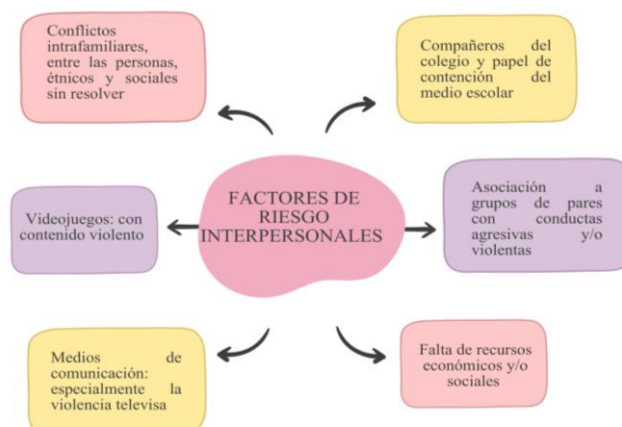 Conflictos
intrafamiliares,
entre las personas,
étnicos y sociales
sin resolver
Compañeros del
colegio y papel de
contención del
medio escolar
FACTORES DE
RIESGO
INTERPERSONALES
Videojuegos: con
contenido violento
Asociación a
grupos de pares
con conductas
agresivas y/o
violentas
Medios de
comunicación:
especialmente la
violencia televisa
Falta de recursos
económicos y/o
sociales